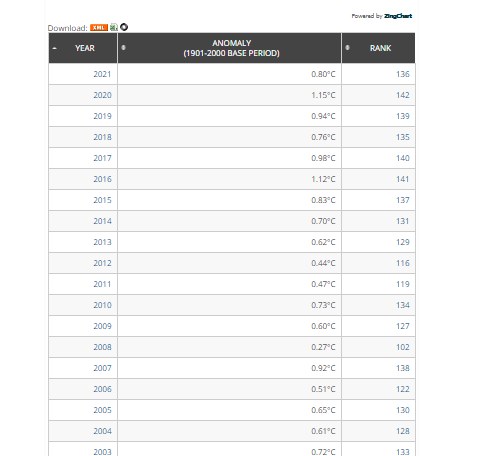 Powered by ZingChart
Download: XML
YEAR ANOMALY (1901-2000 BASE PERIOD) RANK
2021 0.80°C 136
2020 1.15°C 142
2019 0.94°C 139
2018 0.76°C 135
2017 0.98°C 140
2016 1.12°C 141
2015 0.83°C 137
2014 0.70°C 131
2013 0.62°C 129
2012 0.44°C 116
2011 0.47°C 119
2010 0.73°C 134
2009 0.60°C 127
2008 0.27°C 102
2007 0.92°C 138
2006 0.51°C 122
2005 0.65°C 130
2004 0.61°C 128
2003 0.72°C 133